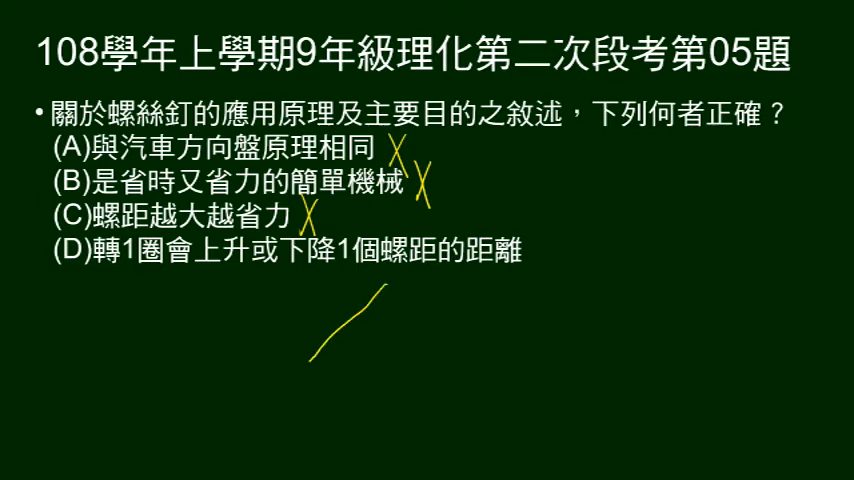 108學年上學期9年級理化第二次段考第05題
•關於螺絲釘的應用原理及主要目的之敘述，下列何者正確？
(A)與汽車方向盤原理相同
(B)是省時又省力的簡單機械
(C)螺距越大越省力
(D)轉1圈會上升或下降1個螺距的距離